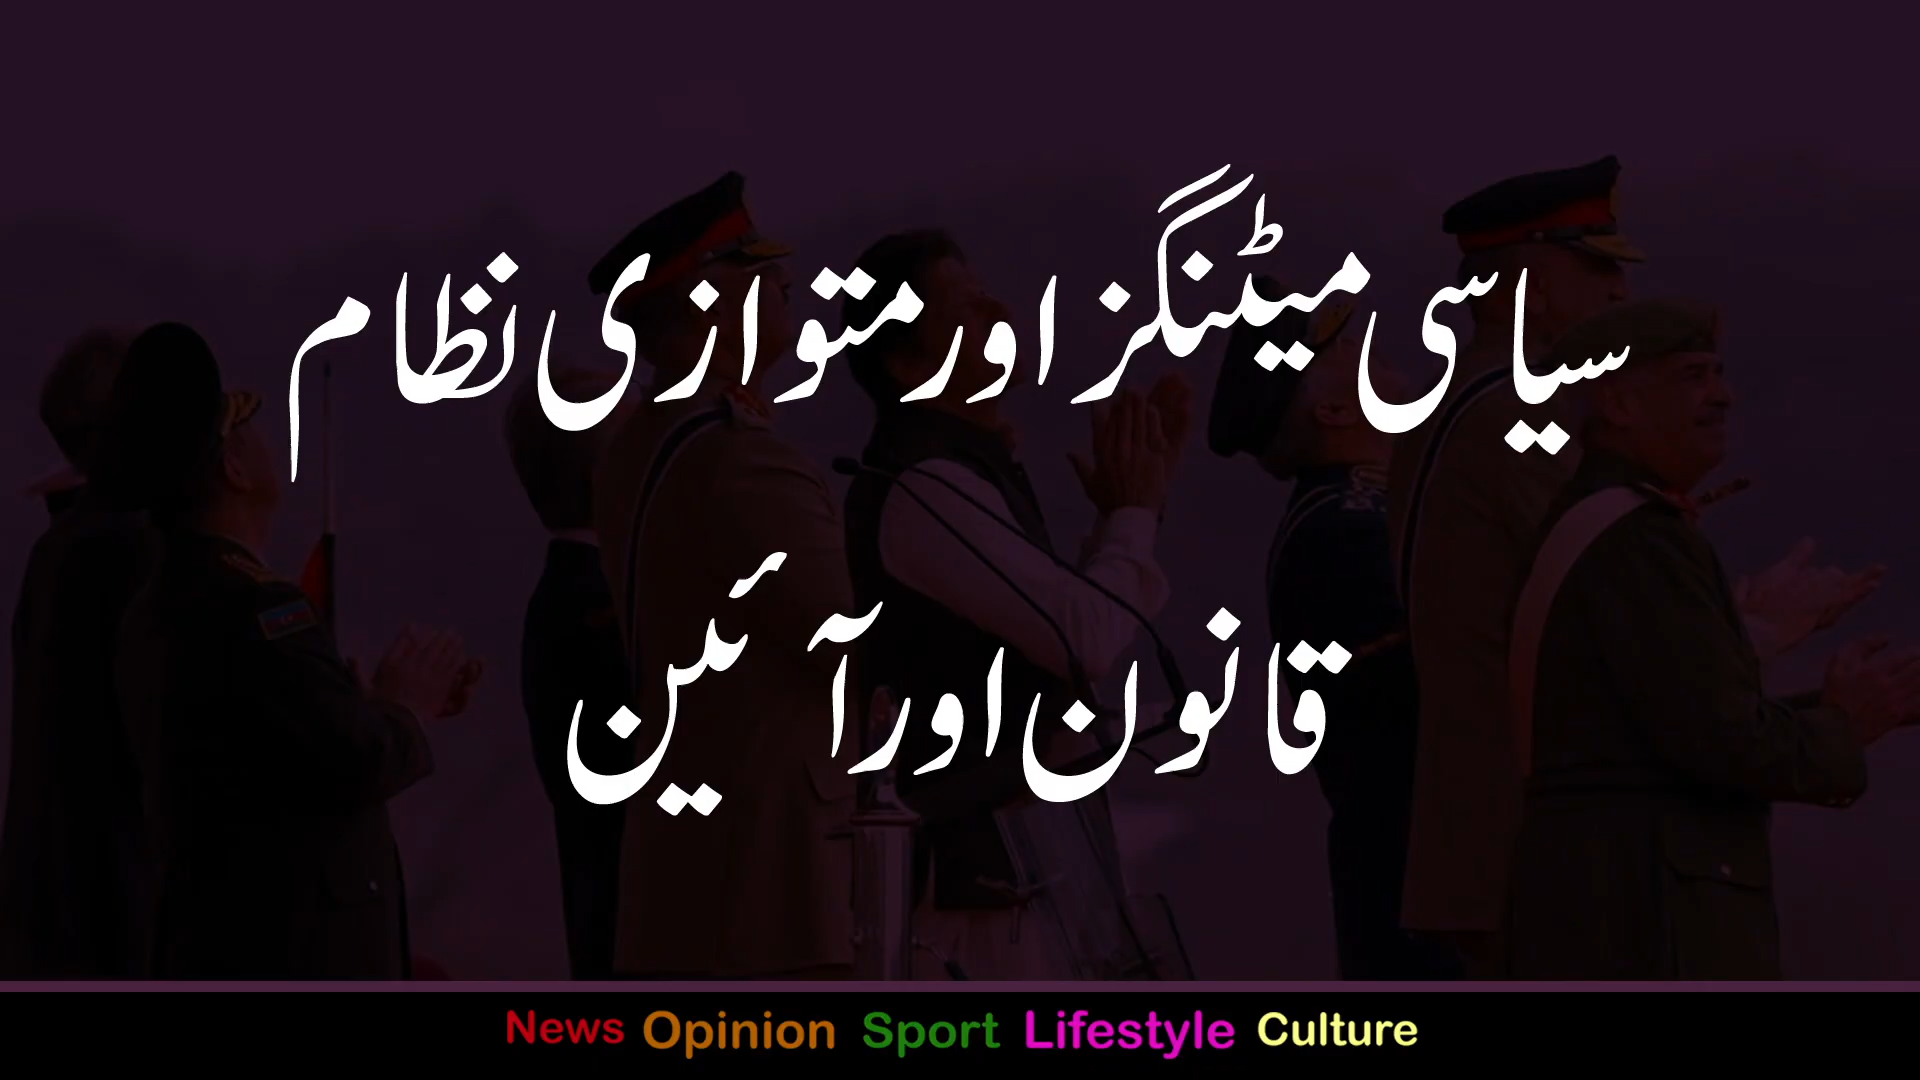 سیاسی میٹنگز اور متوازی نظام
قانون اور آئین
News Opinion Sport Lifestyle Culture